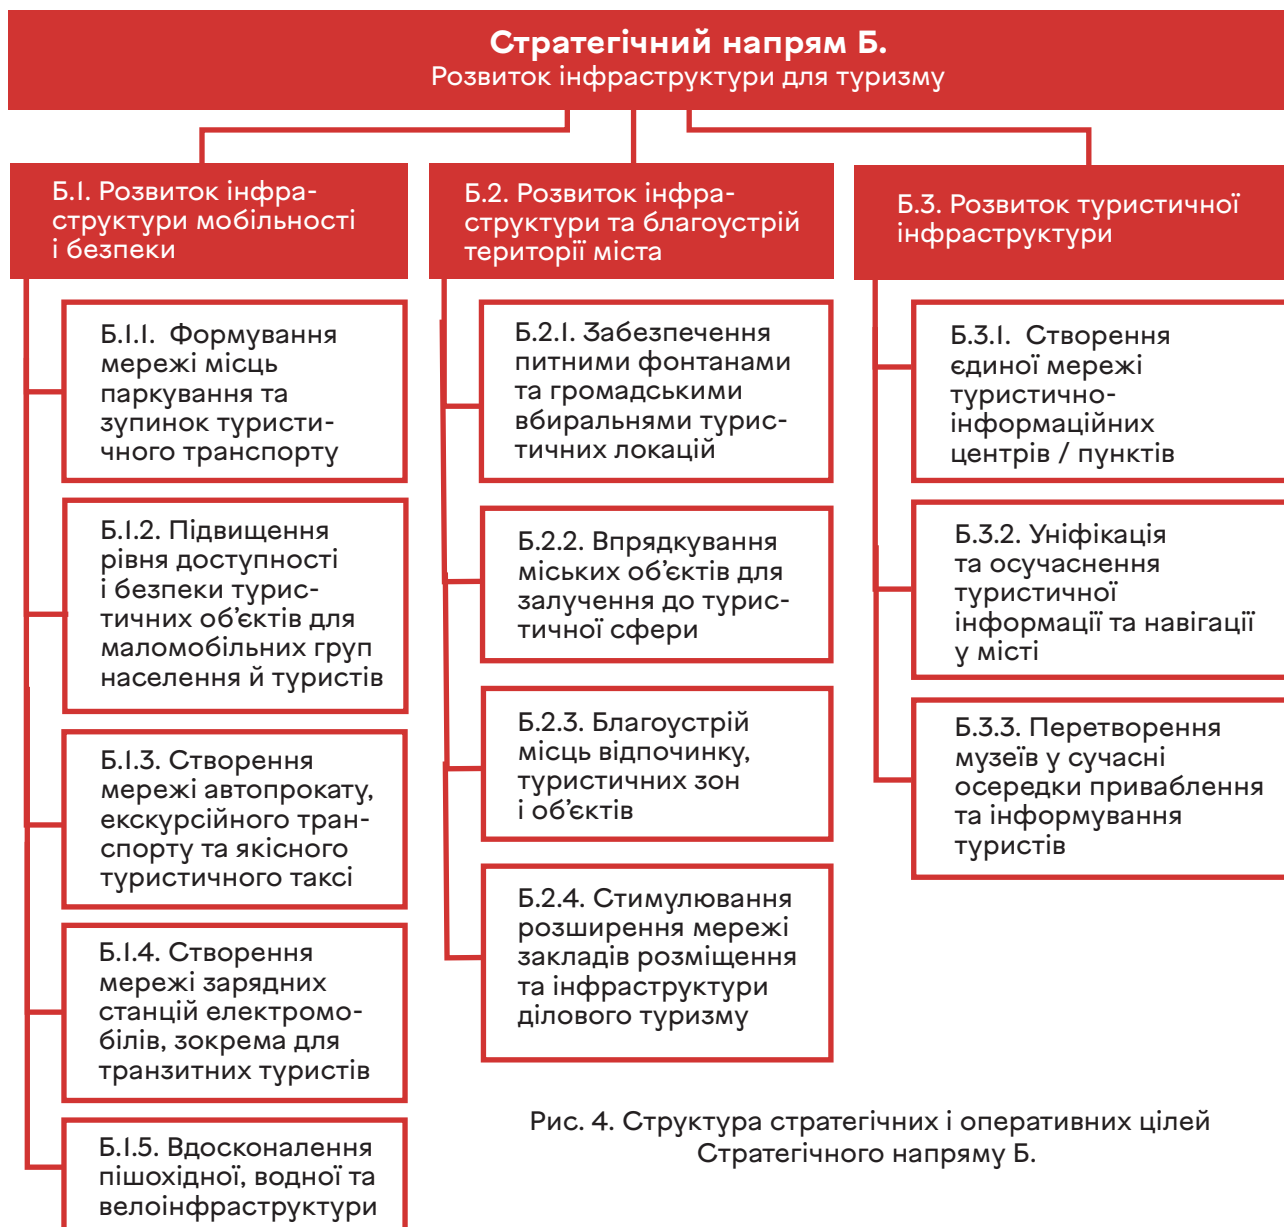 Стратегічний напрям Б.
Розвиток інфраструктури для туризму
Б.1. Розвиток інфра-
структури мобільності
і безпеки
Б.1.1. Формування
мережі місць
паркування та
зупинок туристи-
чного транспорту
Б.1.2. Підвищення
рівня доступності
і безпеки турис-
тичних об’єктів для
маломобільних груп
населення й туристів
Б.1.3. Створення
мережі автопрокату,
екскурсійного тран-
спорту та якісного
туристичного таксі
Б.1.4. Створення
мережі зарядних
станцій електромо-
білів, зокрема для
транзитних туристів
Б.1.5. Вдосконалення
пішохідної, водної та
велоінфраструктури
Б.2. Розвиток інфра-
структури та благоустрій
території міста
Б.2.1. Забезпечення
питними фонтанами
та громадськими
вбиральнями турис-
тичних локацій
Б.2.2. Впрядкування
міських об’єктів для
залучення до турис-
тичної сфери
Б.2.3. Благоустрій
місць відпочинку,
туристичних зон
і об’єктів
Б.2.4. Стимулювання
розширення мережі
закладів розміщення
та інфраструктури
ділового туризму
Б.3. Розвиток туристичної
інфраструктури
Б.3.1. Створення
єдиної мережі
туристично-
інформаційних
центрів / пунктів
Б.3.2. Уніфікація
та осучаснення
туристичної
інформації та навігації
у місті
Б.3.3. Перетворення
музеїв у сучасні
осередки приваблення
та інформування
туристів
Рис. 4. Структура стратегічних і оперативних цілей
Стратегічного напряму Б.